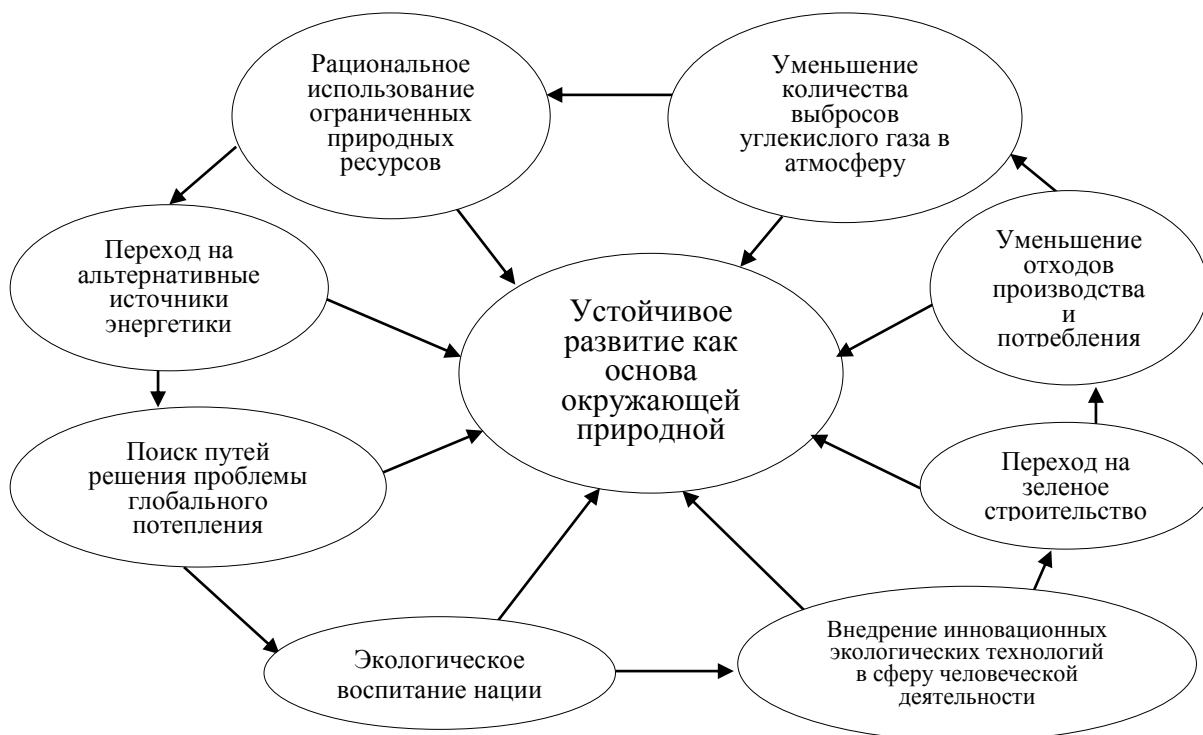 Рациональное
использование
ограниченных
природных
ресурсов
Уменьшение
количества
выбросов
углекислого газа в
атмосферу
Переход на
альтернативные
источники
энергетики
Уменьшение
отходов
производства
и
потребления
Устойчивое
развитие как
основа
окружающей
природной
Поиск путей
решения проблемы
глобального
потепления
Переход на
зеленое
строительство
Экологическое
воспитание нации
Внедрение инновационных
экологических технологий
в сферу человеческой
деятельности